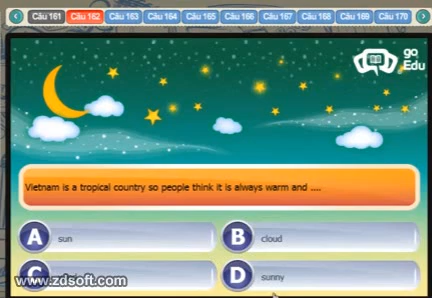 Câu 161 Câu 162 Câu 163 Câu 164 Câu 165 Câu 166 Câu 167 Câu 168 Câu 169 Câu 170
go
Edu
Vietnam is a tropical country so people think it is always warm and ....
A sun
B cloud
C
D sunny
www.zdsoft.com